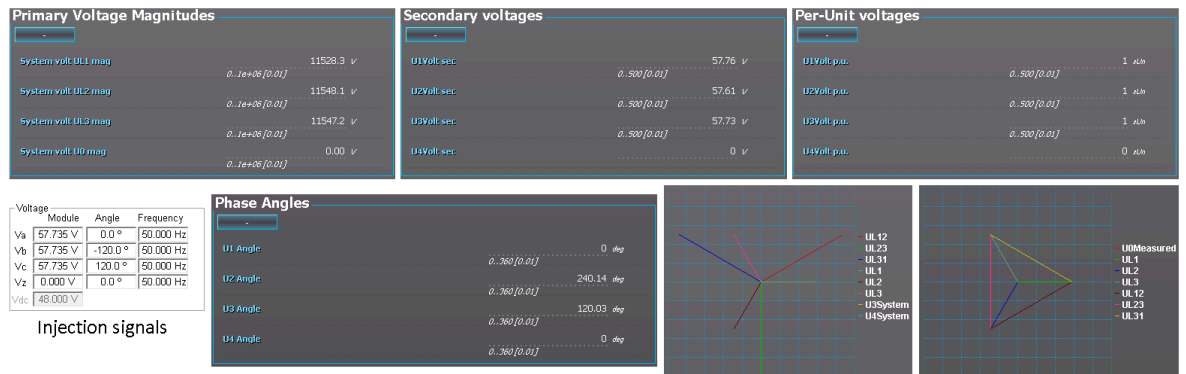 Primary Voltage Magnitudes
-
System volt UL1 mag 11528.3 V
0..1e+06 [0.01]
System volt UL2 mag 11548.1 V
0..1e+06 [0.01]
System volt UL3 mag 11547.2 V
0..1e+06 [0.01]
System volt U0 mag 0.00 V
0..1e+06 [0.01]
Secondary voltages
-
U1Volt sec 57.76 V
0..500 [0.01]
U2Volt sec 57.61 V
0..500 [0.01]
U3Volt sec 57.73 V
0..500 [0.01]
U4Volt sec 0 V
Per-Unit voltages
-
U1Volt p.u. 1 xUn
0..500 [0.01]
U2Volt p.u. 1 xUn
0..500 [0.01]
U3Volt p.u. 1 xUn
0..500 [0.01]
U4Volt p.u. 0 xUn
Voltage
Module Angle Frequency
Va 57.735 V 0.0 º 50.000 Hz
Vb 57.735 V -120.0 º 50.000 Hz
Vc 57.735 V 120.0 º 50.000 Hz
Vz 0.000 V 0.0 º 50.000 Hz
Vdc 48.000 V
Injection signals
Phase Angles
-
U1 Angle 0 deg
0..360 [0.01]
U2 Angle 240.14 deg
0..360 [0.01]
U3 Angle 120.03 deg
0..360 [0.01]
U4 Angle 0 deg
0..360 [0.01]
UL12
UL23
UL31
UL1
UL2
UL3
U3System
U4System
U0Measured
UL1
UL2
UL3
UL12
UL23
UL31